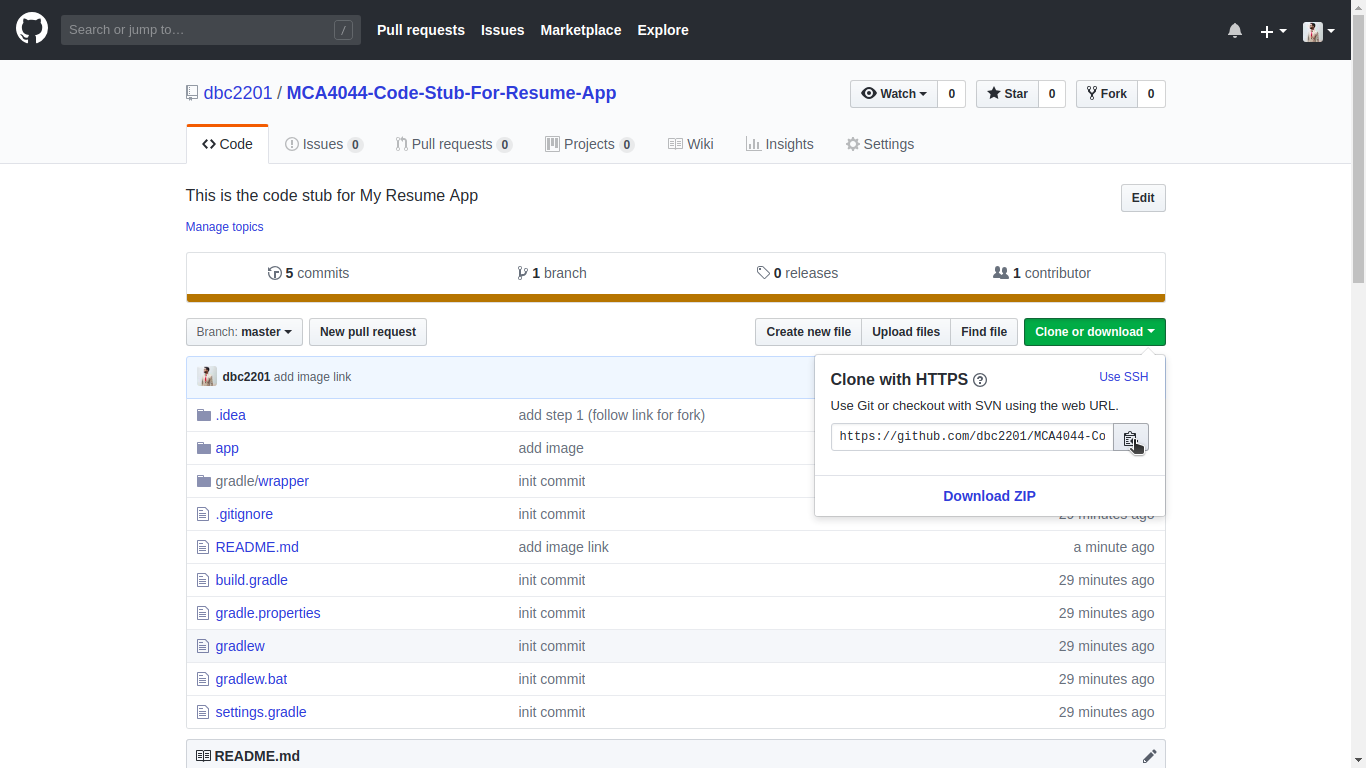 Search or jump to… /
Pull requests Issues Marketplace Explore
dbc2201 / MCA4044-Code-Stub-For-Resume-App
Watch 0 Star 0 Fork 0
Code Issues 0 Pull requests 0 Projects 0 Wiki Insights Settings
This is the code stub for My Resume App
Edit
Manage topics
5 commits 1 branch 0 releases 1 contributor
Branch: master New pull request Create new file Upload files Find file Clone or download
dbc2201 add image link
Clone with HTTPS ? Use SSH
Use Git or checkout with SVN using the web URL.
https://github.com/dbc2201/MCA4044-Co
Download ZIP
.idea add step 1 (follow link for fork)
app add image
gradle/wrapper init commit
.gitignore init commit 29 minutes ago
README.md add image link a minute ago
build.gradle init commit 29 minutes ago
gradle.properties init commit 29 minutes ago
gradlew init commit 29 minutes ago
gradlew.bat init commit 29 minutes ago
settings.gradle init commit 29 minutes ago
README.md